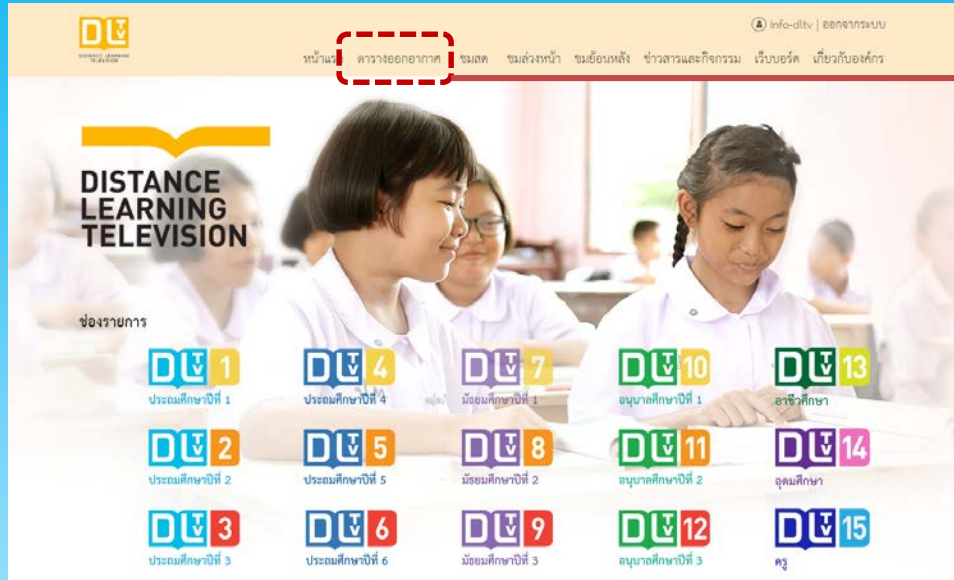 Info-dltv | ออกจากระบบ
DLTV
DISTANCE LEARNING
TELEVISION
หน้าแรก ตารางออกอากาศ ชมสด ชมล่วงหน้า ชมย้อนหลัง ข่าวสารและกิจกรรม เว็บบอร์ด เกี่ยวกับองค์กร
DISTANCE
LEARNING
TELEVISION
ช่องรายการ
DLTV 1 DLTV 4 DLTV 7 DLTV 10 DLTV 13
ประถมศึกษาปีที่ 1 ประถมศึกษาปีที่ 4 มัธยมศึกษาปีที่ 1 อนุบาลศึกษาปีที่ 1 อาชีวศึกษา
DLTV 2 DLTV 5 DLTV 8 DLTV 11 DLTV 14
ประถมศึกษาปีที่ 2 ประถมศึกษาปีที่ 5 มัธยมศึกษาปีที่ 2 อนุบาลศึกษาปีที่ 2 อุดมศึกษา
DLTV 3 DLTV 6 DLTV 9 DLTV 12 DLTV 15
ประถมศึกษาปีที่ 3 ประถมศึกษาปีที่ 6 มัธยมศึกษาปีที่ 3 อนุบาลศึกษาปีที่ 3 ครู